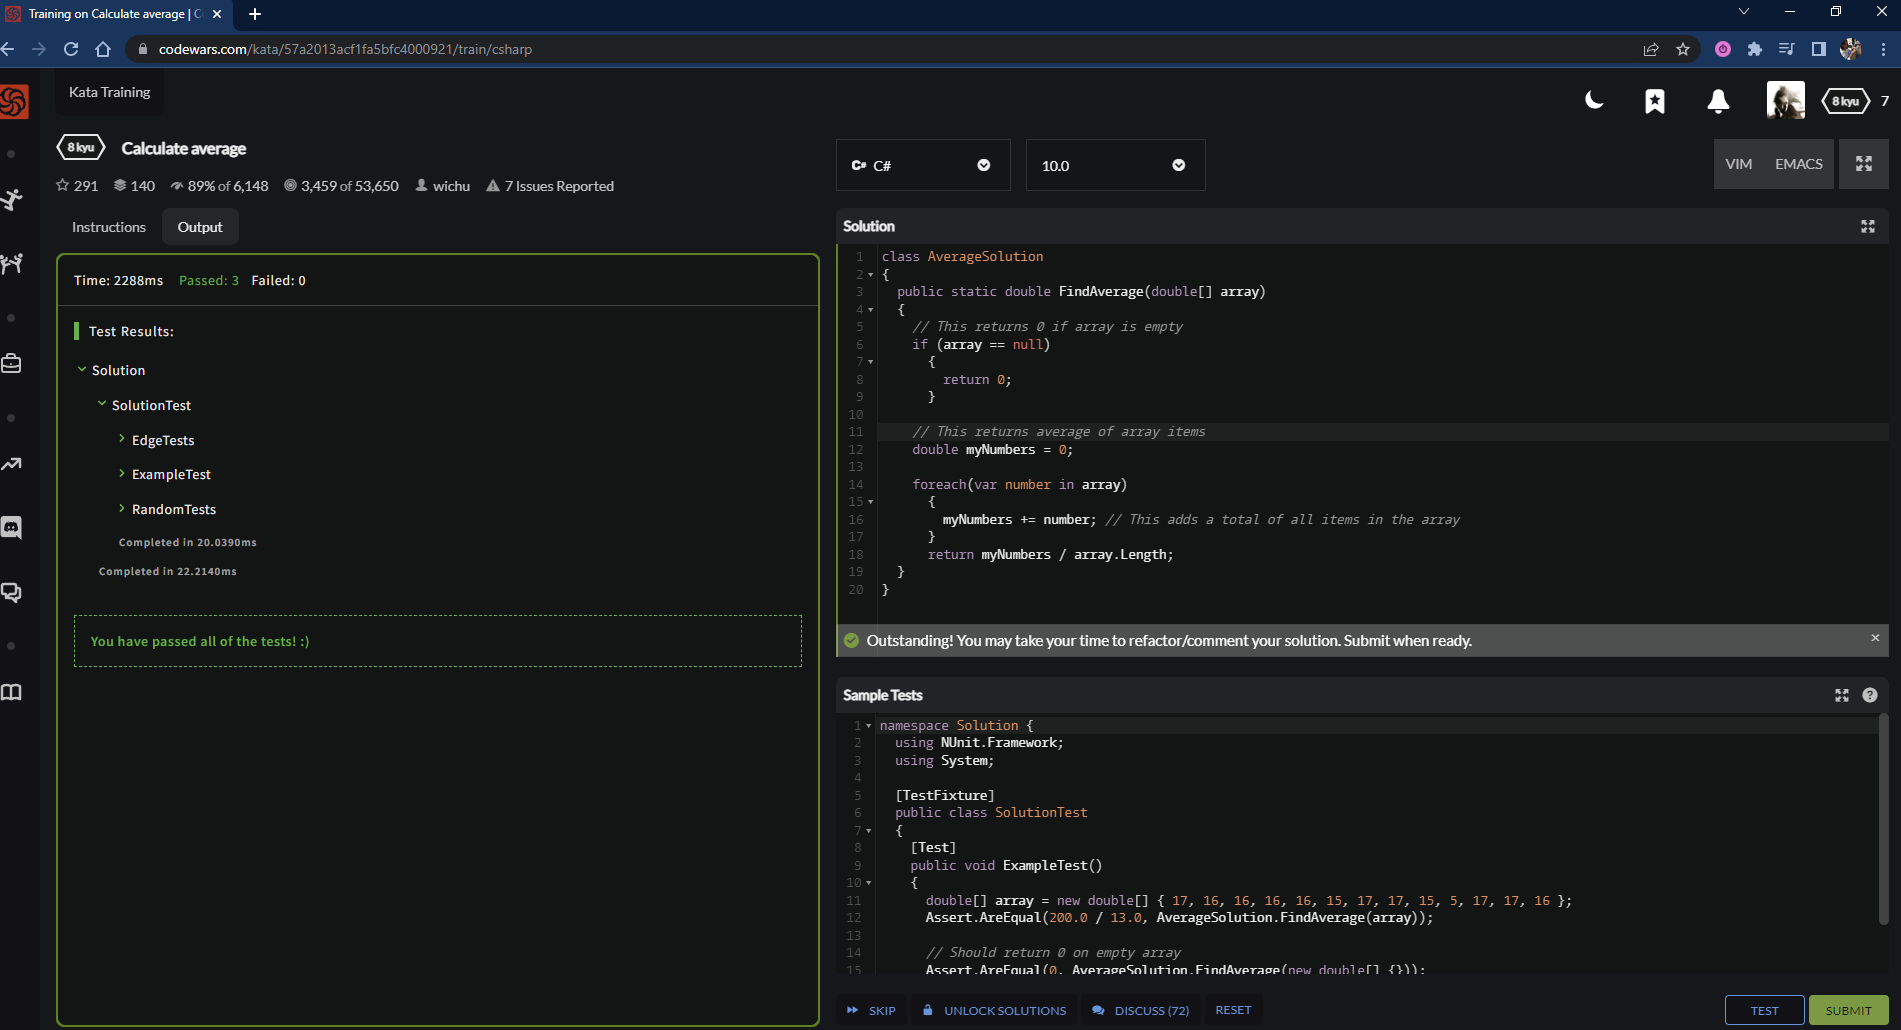 Training on Calculate average | C
codewars.com/kata/57a2013acf1fa5bfc4000921/train/csharp
Kata Training
8 kyu
7
8 kyu
Calculate average
291
140
89% of 6,148
3,459 of 53,650
wichu
7 Issues Reported
C# C#
10.0
VIM
EMACS
Instructions
Output
Time: 2288ms
Passed: 3
Failed: 0
Test Results:
Solution
SolutionTest
EdgeTests
ExampleTest
RandomTests
Completed in 20.0390ms
Completed in 22.2140ms
You have passed all of the tests! :)
Solution
1 class AverageSolution
2 {
3 public static double FindAverage(double[] array)
4 {
5 // This returns 0 if array is empty
6 if (array == null)
7 {
8 return 0;
9 }
10
11 // This returns average of array items
12 double myNumbers = 0;
13
14 foreach(var number in array)
15 {
16 myNumbers += number; // This adds a total of all items in the array
17 }
18 return myNumbers / array.Length;
19 }
20 }
Outstanding! You may take your time to refactor/comment your solution. Submit when ready.
Sample Tests
1 namespace Solution {
2 using NUnit.Framework;
3 using System;
4
5 [TestFixture]
6 public class SolutionTest
7 {
8 [Test]
9 public void ExampleTest()
10 {
11 double[] array = new double[] { 17, 16, 16, 16, 16, 15, 17, 17, 15, 5, 17, 17, 16 };
12 Assert.AreEqual(200.0 / 13.0, AverageSolution.FindAverage(array));
13
14 // Should return 0 on empty array
15 Assert.AreEqual(0, AverageSolution.FindAverage(new double[] {}));
SKIP
UNLOCK SOLUTIONS
DISCUSS (72)
RESET
TEST
SUBMIT